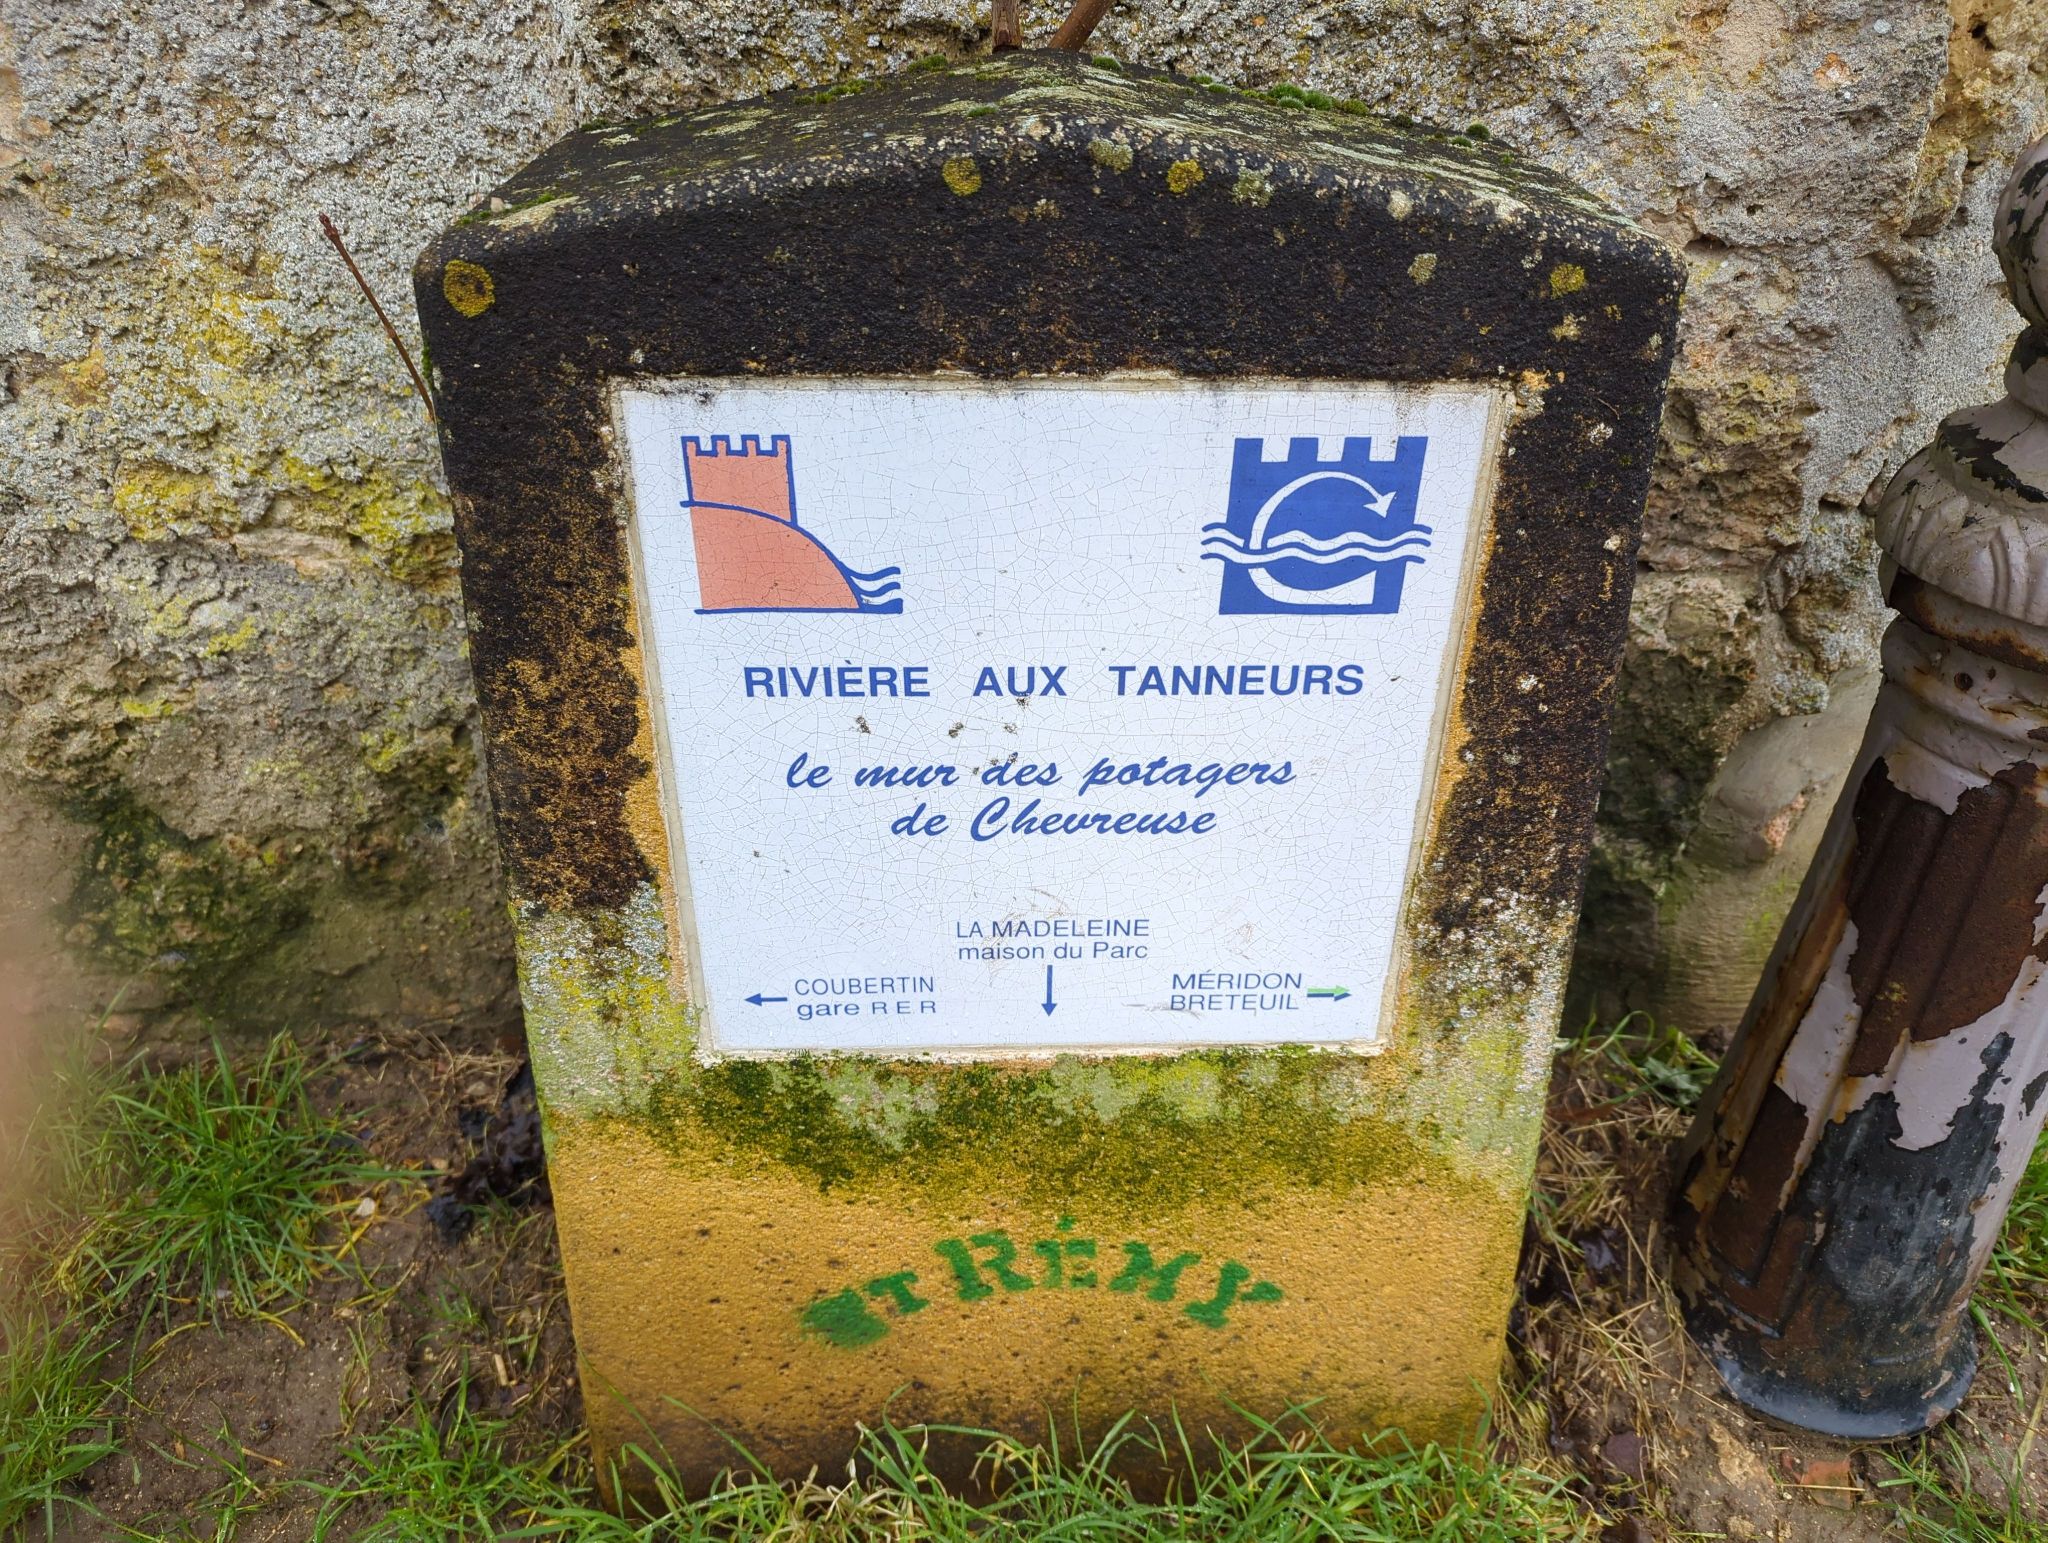 RIVIÈRE AUX TANNEURS
le mur des potagers
de Chevreuse
LA MADELEINE
maison du Parc
COUBERTIN
gare R E R
MÉRIDON
BRETEUIL
ST RÉMY